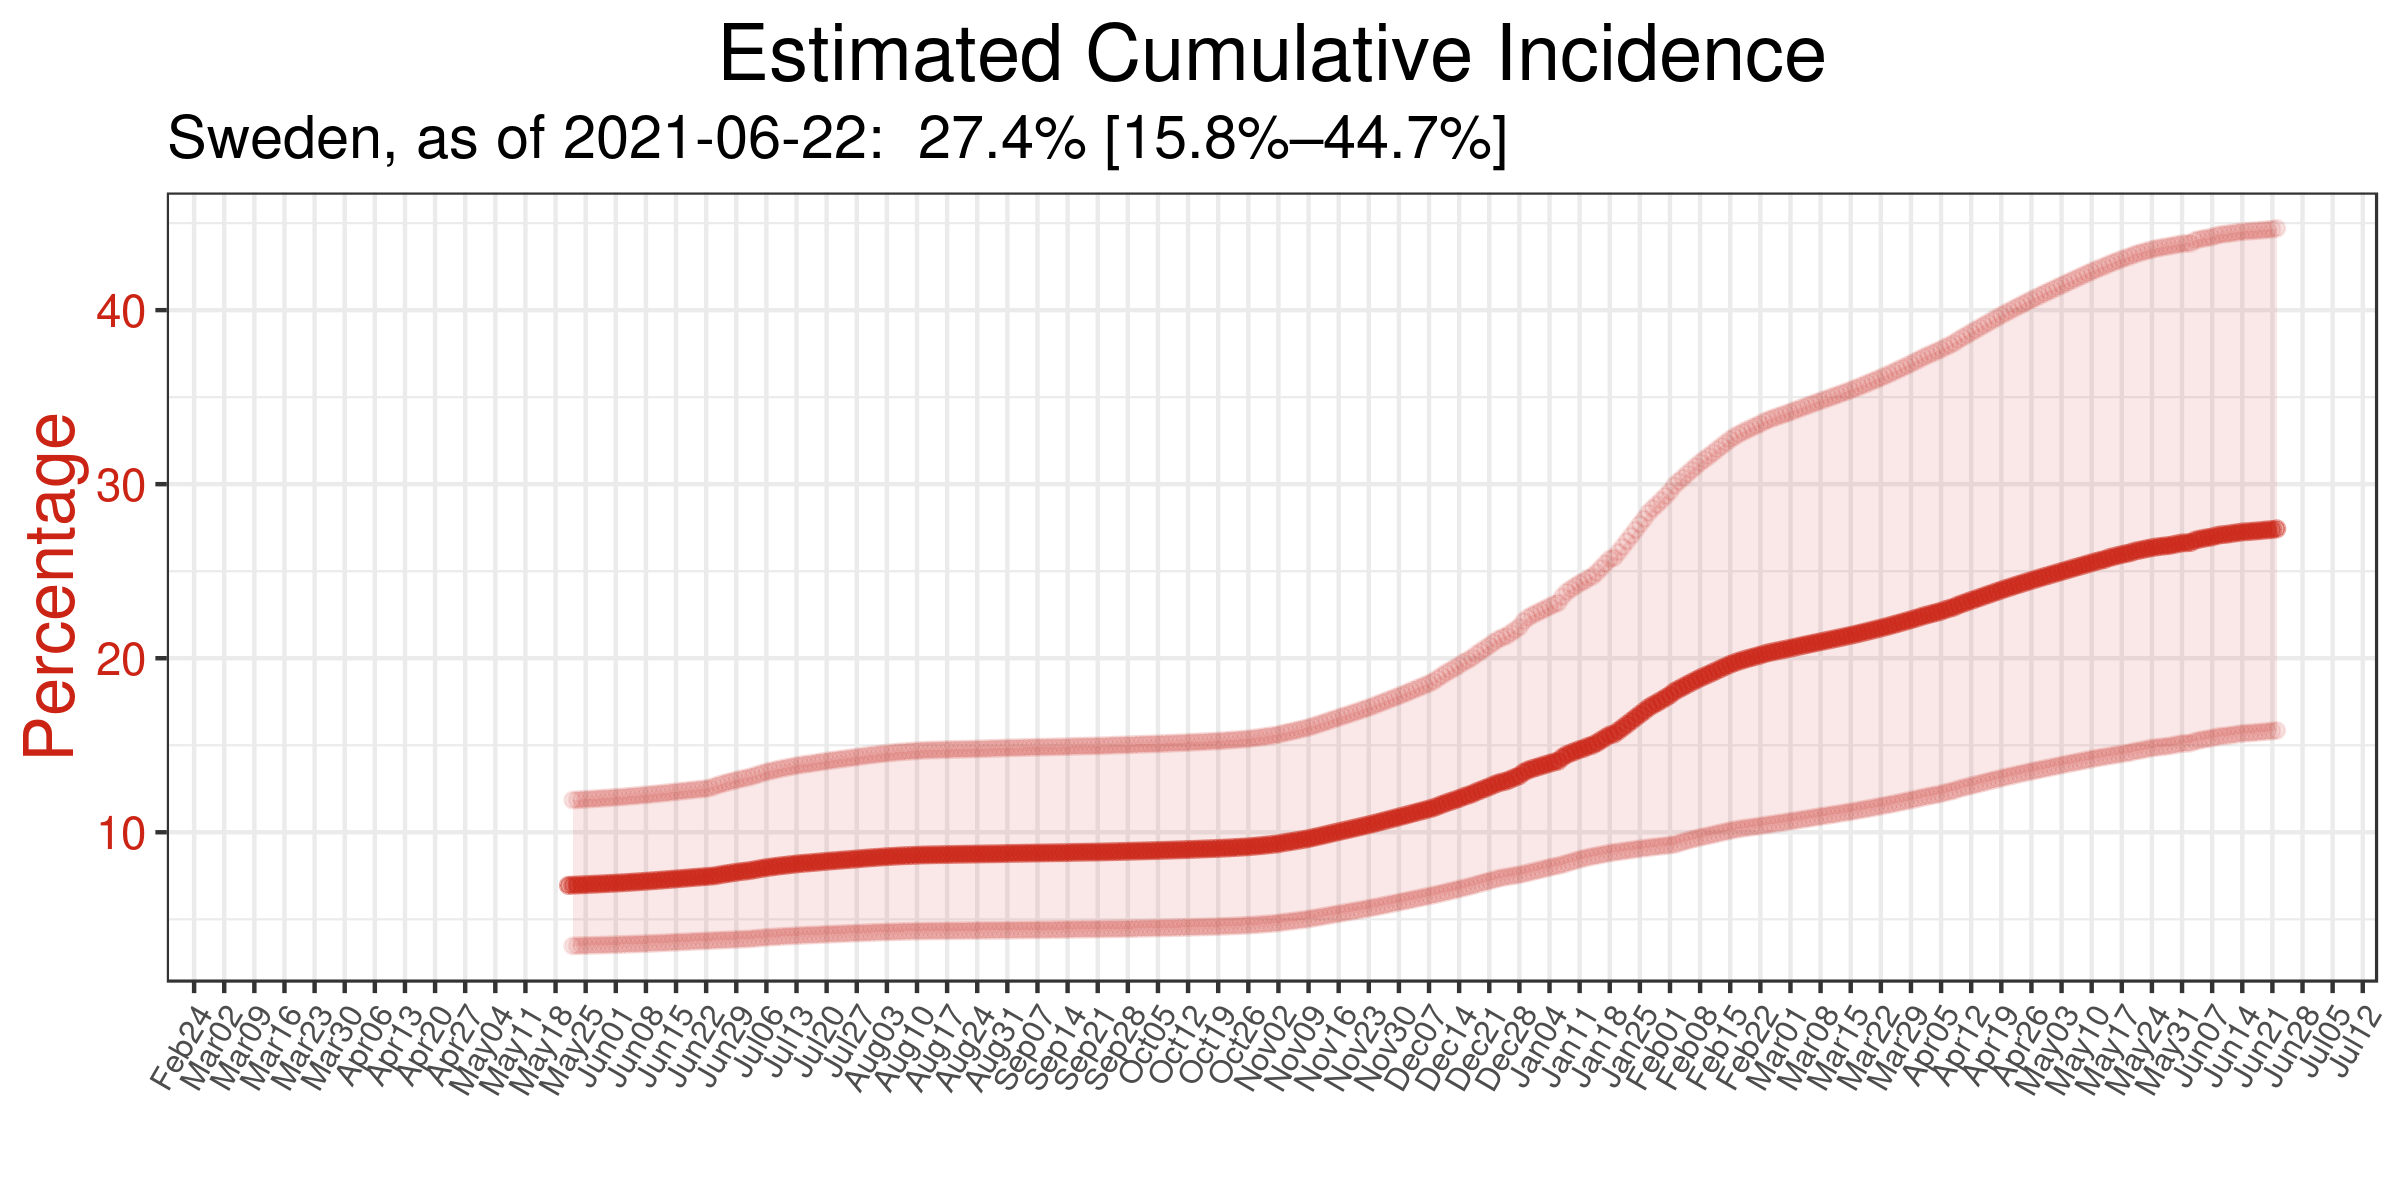 Estimated Cumulative Incidence
Sweden, as of 2021-06-22:  27.4% [15.8%–44.7%]
Percentage
40
30
20
10
Feb24 Mar02 Mar09 Mar16 Mar23 Mar30 Apr06 Apr13 Apr20 Apr27 May04 May11 May18 May25 Jun01 Jun08 Jun15 Jun22 Jun29 Jul06 Jul13 Jul20 Jul27 Aug03 Aug10 Aug17 Aug24 Aug31 Sep07 Sep14 Sep21 Sep28 Oct05 Oct12 Oct19 Oct26 Nov02 Nov09 Nov16 Nov23 Nov30 Dec07 Dec14 Dec21 Dec28 Jan04 Jan11 Jan18 Jan25 Feb01 Feb08 Feb15 Feb22 Mar01 Mar08 Mar15 Mar22 Mar29 Apr05 Apr12 Apr19 Apr26 May03 May10 May17 May24 May31 Jun07 Jun14 Jun21 Jun28 Jul05 Jul12